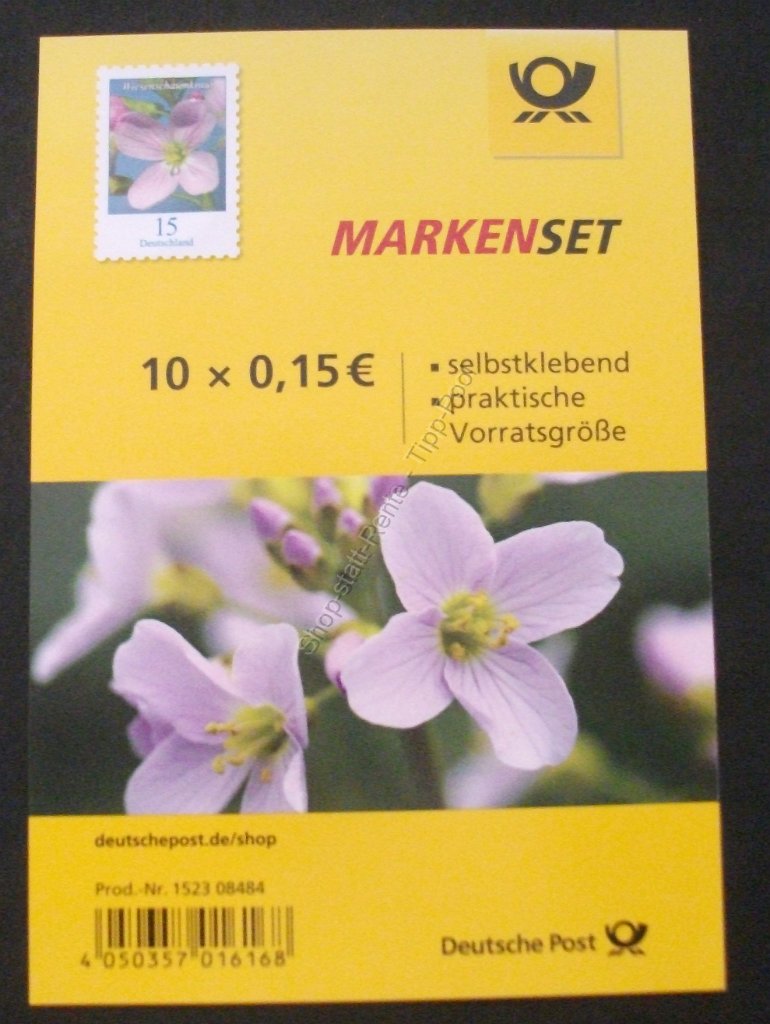 Wiesenschaumkraut
15
Deutschland
MARKENSET
10 × 0,15 €
▪ selbstklebend
▪ praktische
Vorratsgröße
Shop-statt-Rente - Tipp-Pool
deutschepost.de/shop
Prod.-Nr. 1523 08484
4 050357 016168
Deutsche Post